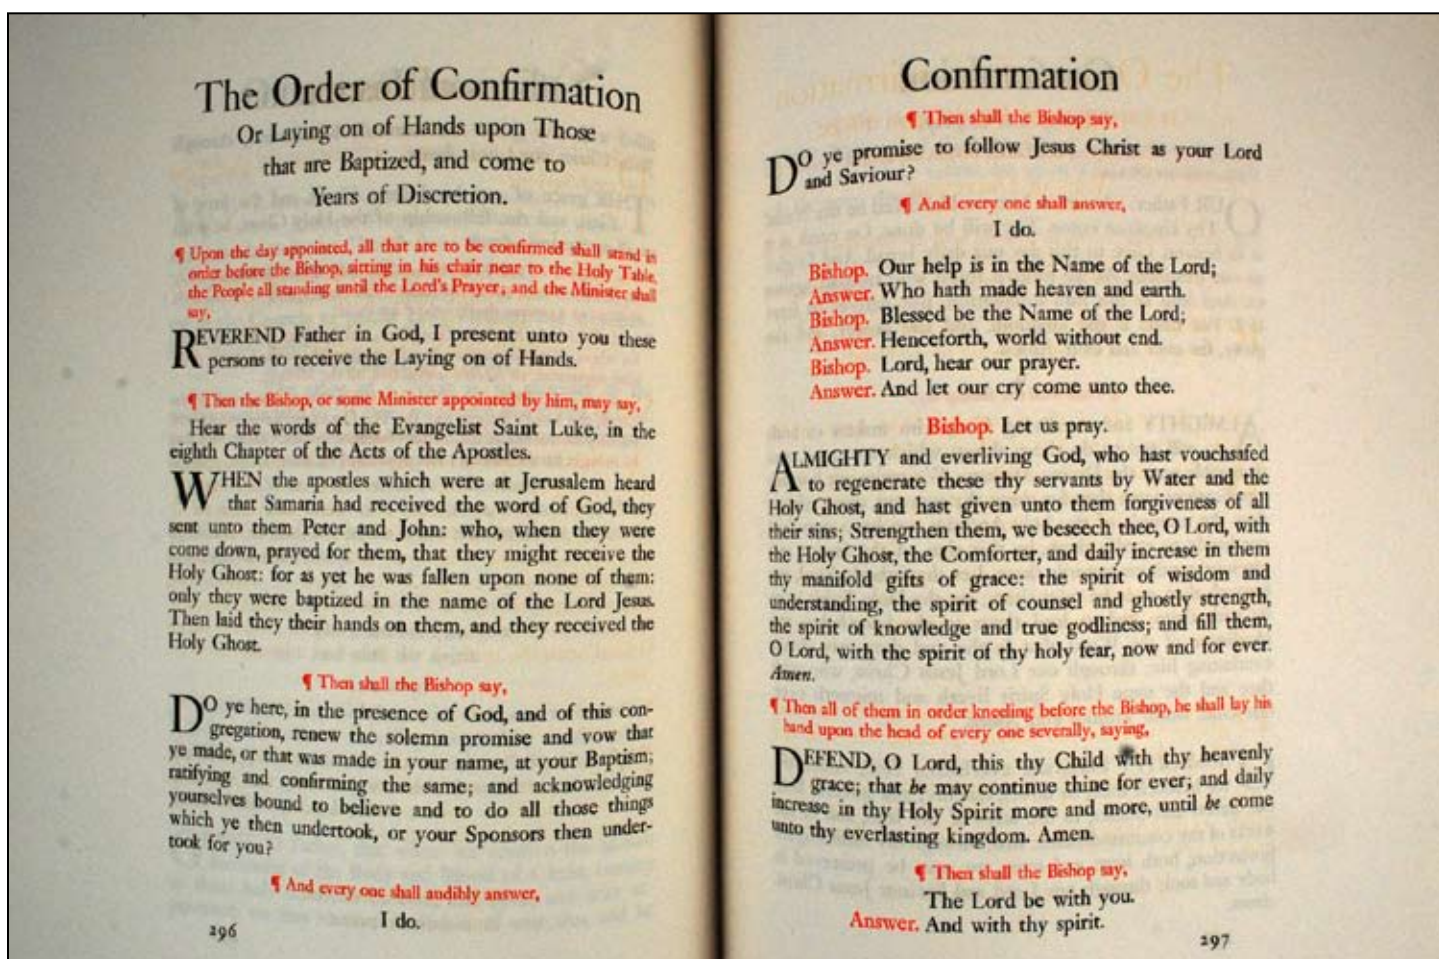 The Order of Confirmation
Or Laying on of Hands upon Those
that are Baptized, and come to
Years of Discretion.
¶ Upon the day appointed, all that are to be confirmed shall stand in
order before the Bishop, sitting in his chair near to the Holy Table,
the People all standing until the Lord's Prayer; and the Minister shall
say,
REVEREND Father in God, I present unto you these
persons to receive the Laying on of Hands.
¶ Then the Bishop, or some Minister appointed by him, may say,
Hear the words of the Evangelist Saint Luke, in the
eighth Chapter of the Acts of the Apostles.
WHEN the apostles which were at Jerusalem heard
that Samaria had received the word of God, they
sent unto them Peter and John: who, when they were
come down, prayed for them, that they might receive the
Holy Ghost: for as yet he was fallen upon none of them:
only they were baptized in the name of the Lord Jesus.
Then laid they their hands on them, and they received the
Holy Ghost.
¶ Then shall the Bishop say,
DO ye here, in the presence of God, and of this con-
gregation, renew the solemn promise and vow that
ye made, or that was made in your name, at your Baptism;
ratifying and confirming the same; and acknowledging
yourselves bound to believe and to do all those things
which ye then undertook, or your Sponsors then under-
took for you?
¶ And every one shall audibly answer,
I do.
296
Confirmation
¶ Then shall the Bishop say,
DO ye promise to follow Jesus Christ as your Lord
and Saviour?
¶ And every one shall answer,
I do.
Bishop. Our help is in the Name of the Lord;
Answer. Who hath made heaven and earth.
Bishop. Blessed be the Name of the Lord;
Answer. Henceforth, world without end.
Bishop. Lord, hear our prayer.
Answer. And let our cry come unto thee.
Bishop. Let us pray.
ALMIGHTY and everliving God, who hast vouchsafed
to regenerate these thy servants by Water and the
Holy Ghost, and hast given unto them forgiveness of all
their sins; Strengthen them, we beseech thee, O Lord, with
the Holy Ghost, the Comforter, and daily increase in them
thy manifold gifts of grace: the spirit of wisdom and
understanding, the spirit of counsel and ghostly strength,
the spirit of knowledge and true godliness; and fill them,
O Lord, with the spirit of thy holy fear, now and for ever.
Amen.
¶ Then all of them in order kneeling before the Bishop, he shall lay his
hand upon the head of every one severally, saying,
DEFEND, O Lord, this thy Child with thy heavenly
grace; that he may continue thine for ever; and daily
increase in thy Holy Spirit more and more, until he come
unto thy everlasting kingdom. Amen.
¶ Then shall the Bishop say,
The Lord be with you.
Answer. And with thy spirit.
297